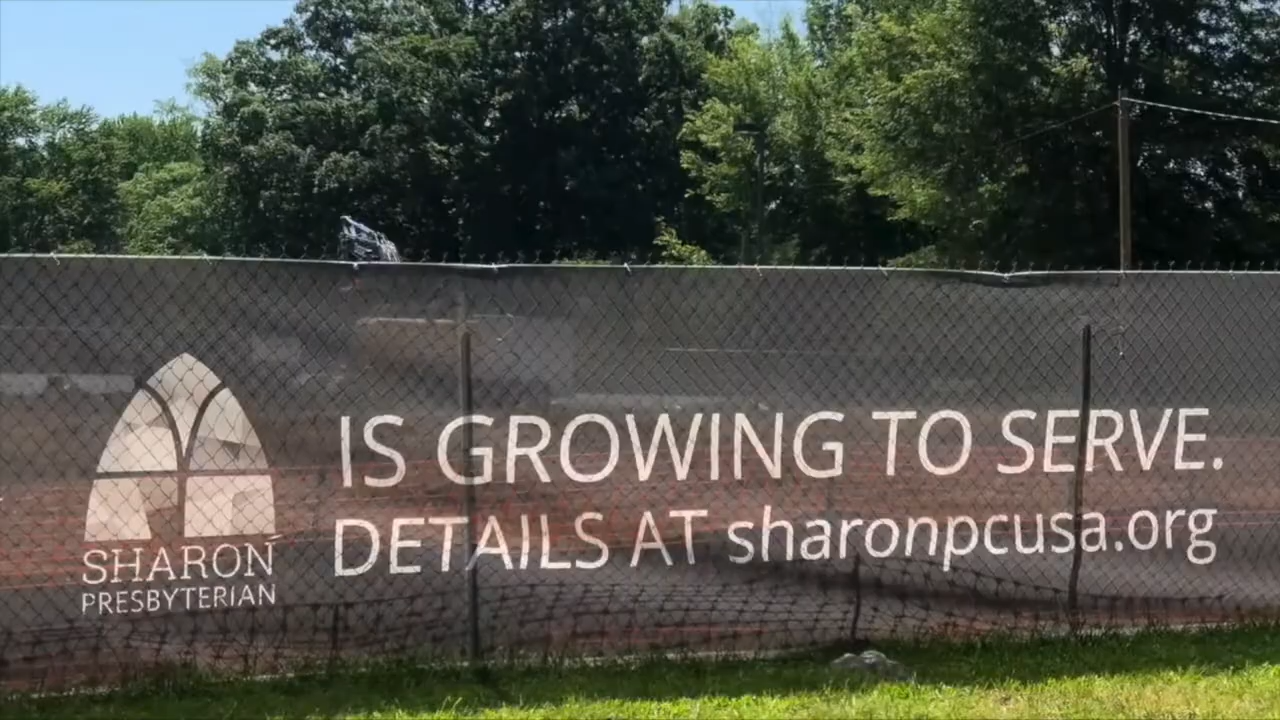 SHARON
PRESBYTERIAN
IS GROWING TO SERVE.
DETAILS AT sharonpcusa.org